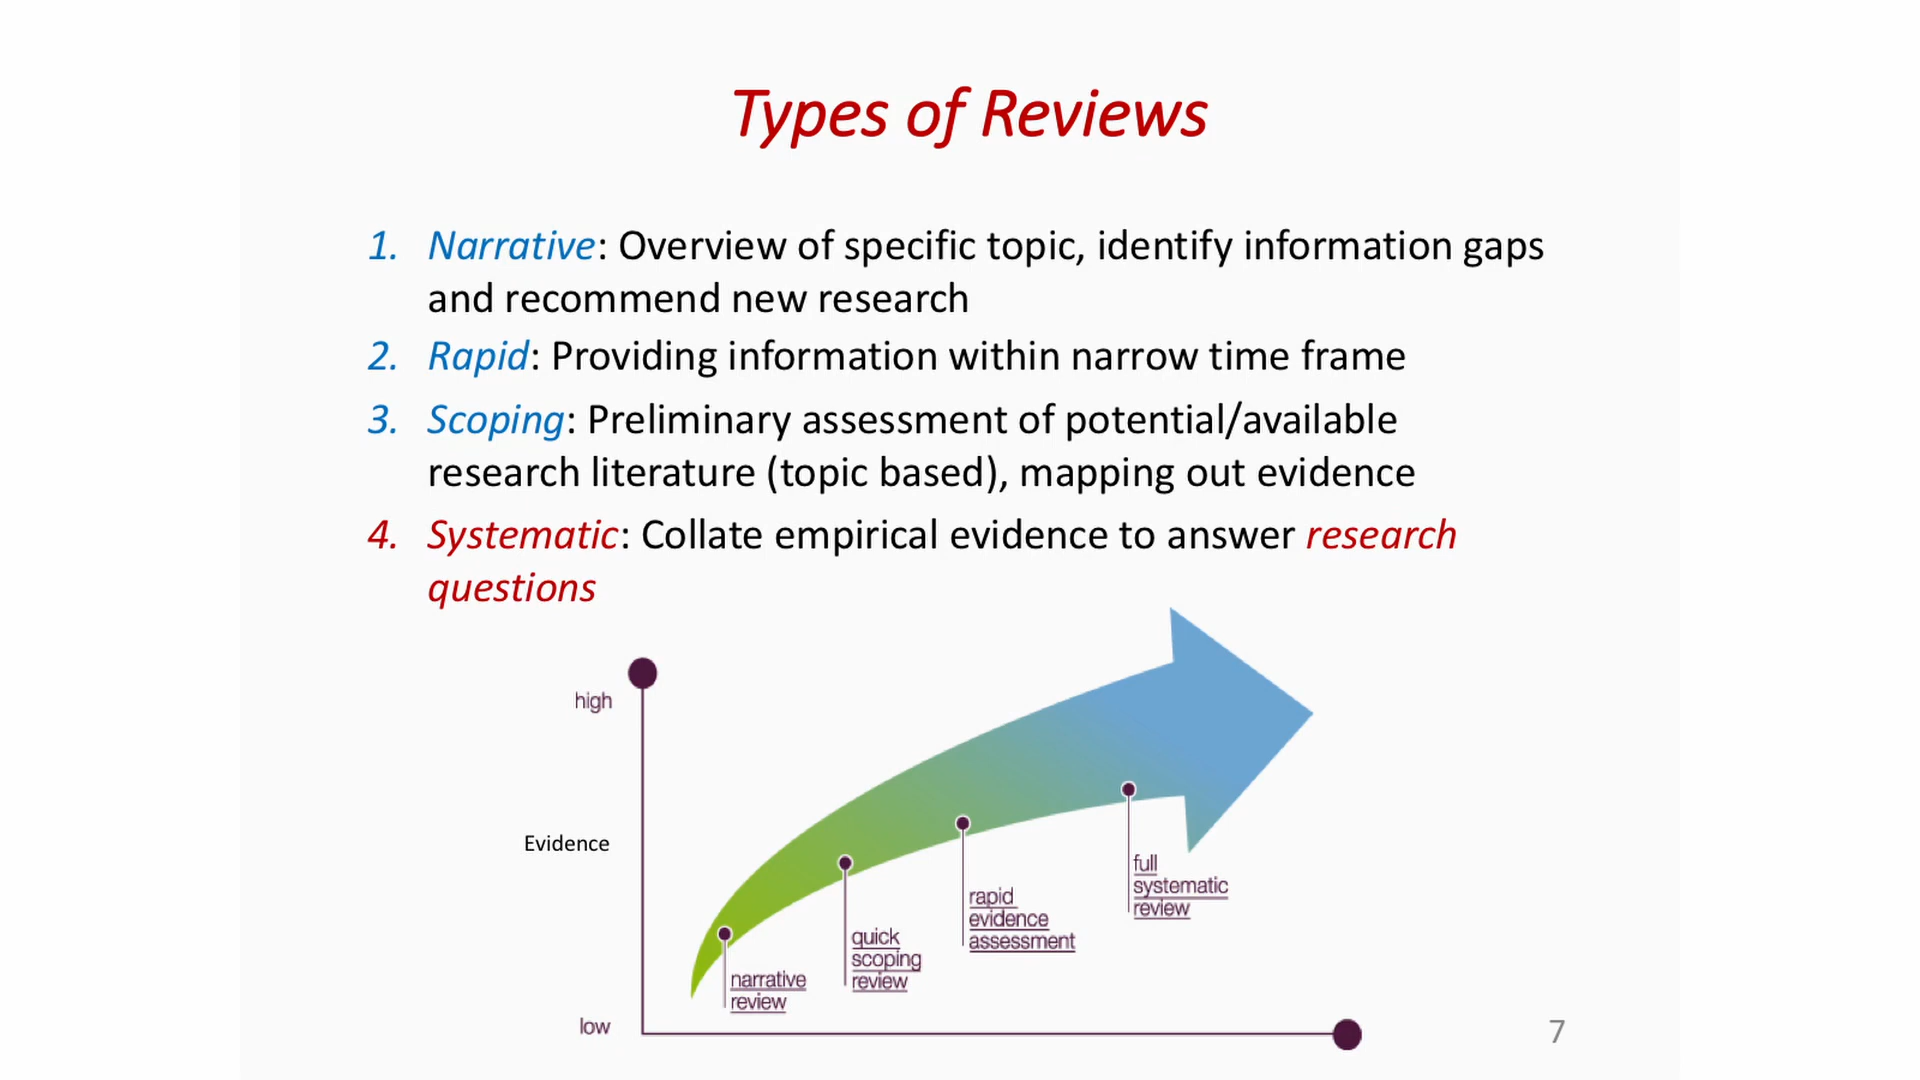 Types of Reviews
1. Narrative: Overview of specific topic, identify information gaps
and recommend new research
2. Rapid: Providing information within narrow time frame
3. Scoping: Preliminary assessment of potential/available
research literature (topic based), mapping out evidence
4. Systematic: Collate empirical evidence to answer research
questions
high
Evidence
low
narrative
review
quick
scoping
review
rapid
evidence
assessment
full
systematic
review
7